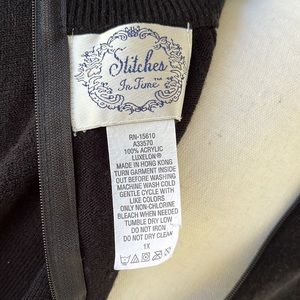 Stitches
In Time™
RN-15610
A33570
100% ACRYLIC
LUXELON®
MADE IN HONG KONG
TURN GARMENT INSIDE
OUT BEFORE WASHING
MACHINE WASH COLD
GENTLE CYCLE WITH
LIKE COLORS
ONLY NON-CHLORINE
BLEACH WHEN NEEDED
TUMBLE DRY LOW
DO NOT IRON
DO NOT DRY CLEAN
1X